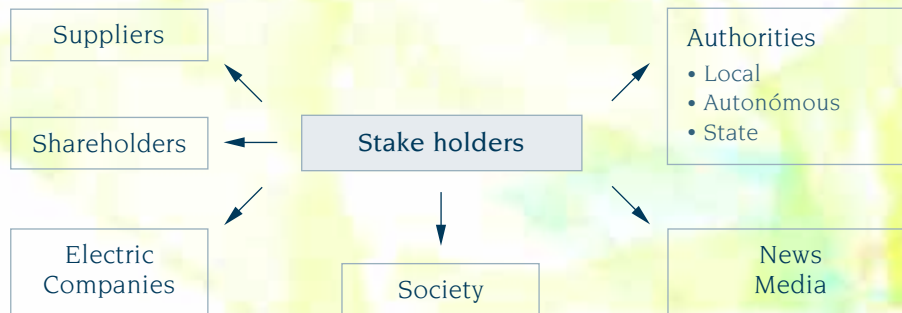 Suppliers
Authorities
• Local
• Autonómous
• State
Shareholders
Stake holders
Electric
Companies
Society
News
Media